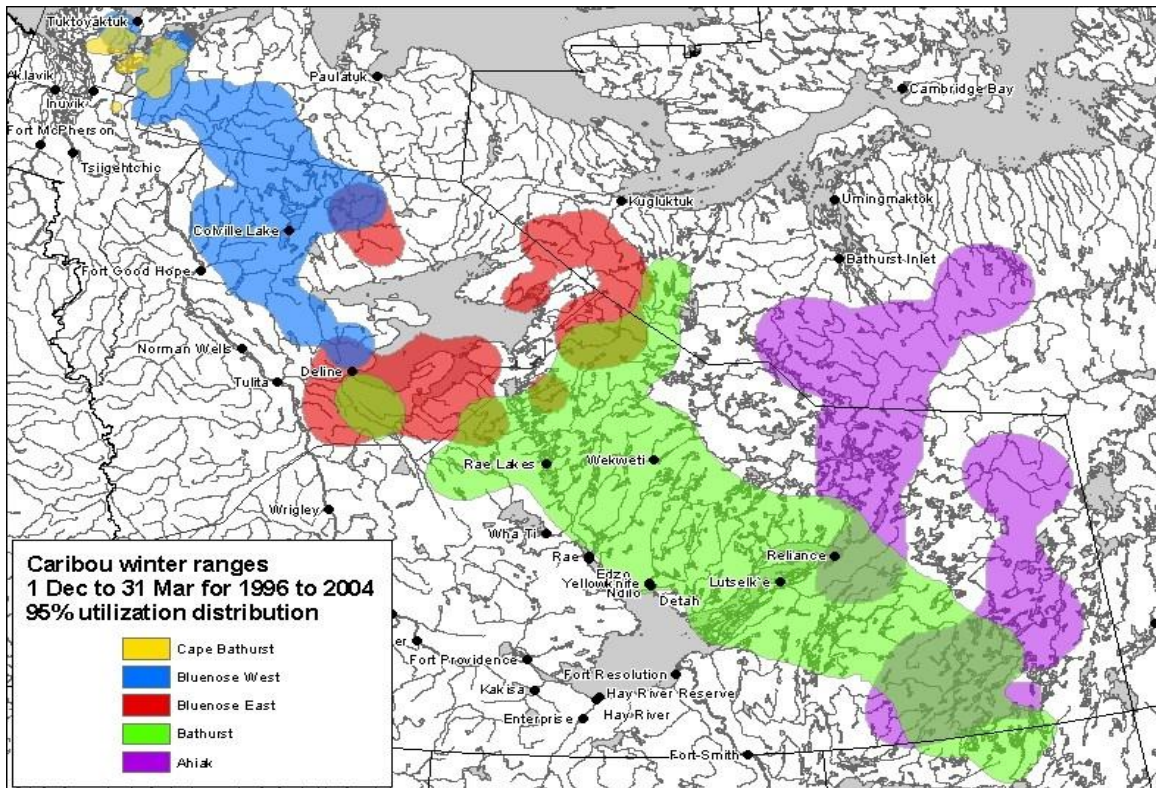 Tuktoyaktuk
Aklavik
Inuvik
Paulatuk
Cambridge Bay
Fort McPherson
Tsiigehtchic
Kugluktuk
Umingmaktok
Colville Lake
Bathurst Inlet
Fort Good Hope
Norman Wells
Deline
Tulita
Rae Lakes
Wekweti
Wrigley
Wha Ti
Rae
Edzo
Reliance
Yellowknife
Ndilo
Detah
Lutselk'e
er
Fort Providence
Fort Resolution
Kakisa
Hay River Reserve
Enterprise
Hay River
Fort Smith
Caribou winter ranges
1 Dec to 31 Mar for 1996 to 2004
95% utilization distribution
Cape Bathurst
Bluenose West
Bluenose East
Bathurst
Ahiak